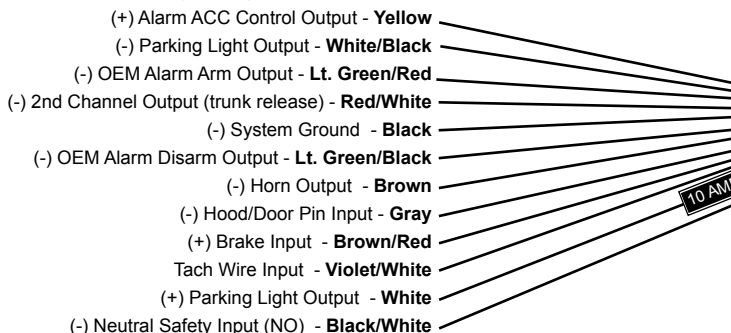 (+) Alarm ACC Control Output - Yellow
(-) Parking Light Output - White/Black
(-) OEM Alarm Arm Output - Lt. Green/Red
(-) 2nd Channel Output (trunk release) - Red/White
(-) System Ground - Black
(-) OEM Alarm Disarm Output - Lt. Green/Black
(-) Horn Output - Brown
(-) Hood/Door Pin Input - Gray
(+) Brake Input - Brown/Red
Tach Wire Input - Violet/White
(+) Parking Light Output - White
(-) Neutral Safety Input (NO) - Black/White
10 AM